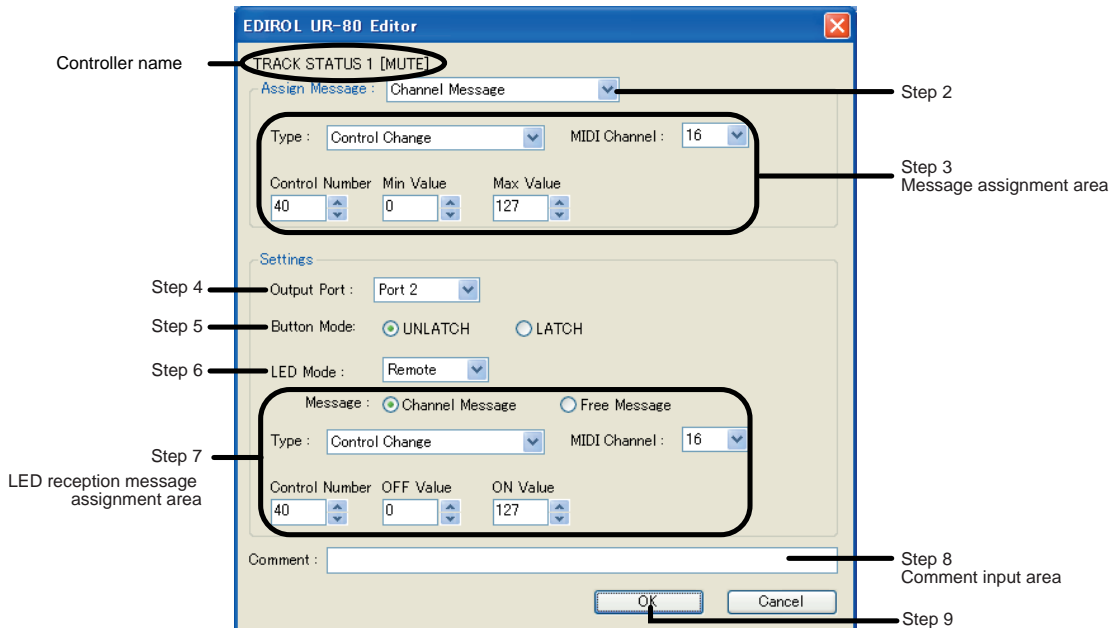 EDIROL UR-80 Editor
Controller name
TRACK STATUS 1 [MUTE]
Assign Message : Channel Message
Step 2
Type : Control Change MIDI Channel : 16
Step 3
Message assignment area
Control Number Min Value Max Value
40 0 127
Settings
Step 4
Output Port : Port 2
Step 5
Button Mode: UNLATCH LATCH
Step 6
LED Mode : Remote
Message : Channel Message Free Message
Type : Control Change MIDI Channel : 16
Step 7
LED reception message
assignment area
Control Number OFF Value ON Value
40 0 127
Comment :
Step 8
Comment input area
OK Cancel
Step 9